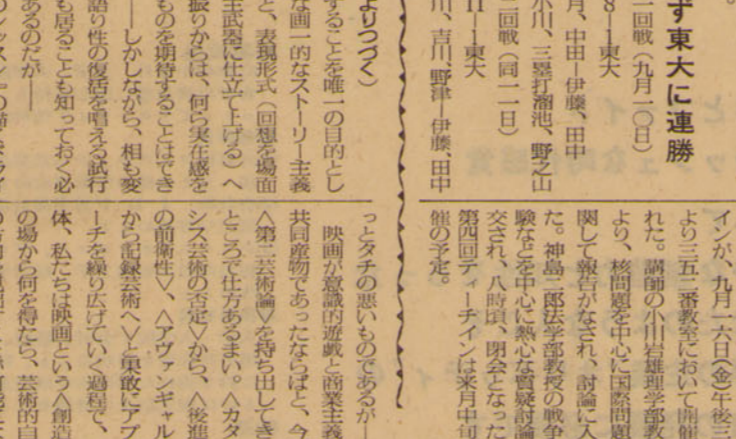 ず東大に連勝
一回戦(九月一〇日)
8―1東大
月、中田―伊藤、田中
小川、三塁打溜池、野之山
二回戦(同一一日)
11―1東大
川、吉川、野津―伊藤、田中
よりつづく)
することを唯一の目的とし
な画一的なストーリー主義
と、表現形式(回想を場面
主武器に仕立て上げる)へ
振りからは、何ら実在感を
ものを期待することはでき
――しかしながら、相も変
語り性の復活を唱える試行
も居ることも知っておく必
あるのだが――
インが、九月一六日(金)午後三
より三五二番教室において開催
れた。講師の小川岩雄理学部教
より、核問題を中心に国際問題
関して報告がなされ、討論に入
た。神島二郎法学部教授の戦争
験などを中心に熱心な質疑討論
交され、八時頃、閉会となった
第四回ティーチインは来月中旬
催の予定。
っとタチの悪いものであるが―
映画が意識的遊戯と商業主義
共同産物であったならばと、今
〈第二芸術論〉を持ち出してき
ところで仕方あるまい。〈カタ
シス芸術の否定〉から、〈後進
の前衛性〉、〈アヴァンギャル
から記録芸術へ〉と果敢にアプ
ーチを繰り広げていく過程で、
体、私たちは映画という〈創造
の場から何を得たら、芸術的自